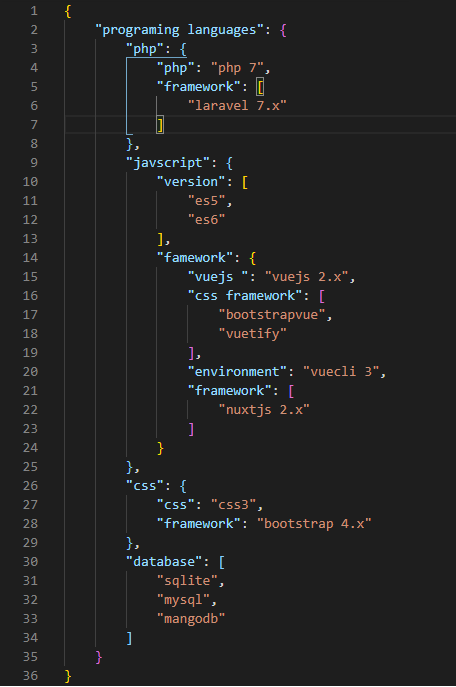 1 {
2     "programing languages": {
3         "php": {
4             "php": "php 7",
5             "framework": [
6                 "laravel 7.x"
7             ]
8         },
9         "javscript": {
10             "version": [
11                 "es5",
12                 "es6"
13             ],
14             "famework": {
15                 "vuejs ": "vuejs 2.x",
16                 "css framework": [
17                     "bootstrapvue",
18                     "vuetify"
19                 ],
20                 "environment": "vuecli 3",
21                 "framework": [
22                     "nuxtjs 2.x"
23                 ]
24             }
25         },
26         "css": {
27             "css": "css3",
28             "framework": "bootstrap 4.x"
29         },
30         "database": [
31             "sqlite",
32             "mysql",
33             "mangodb"
34         ]
35     }
36 }